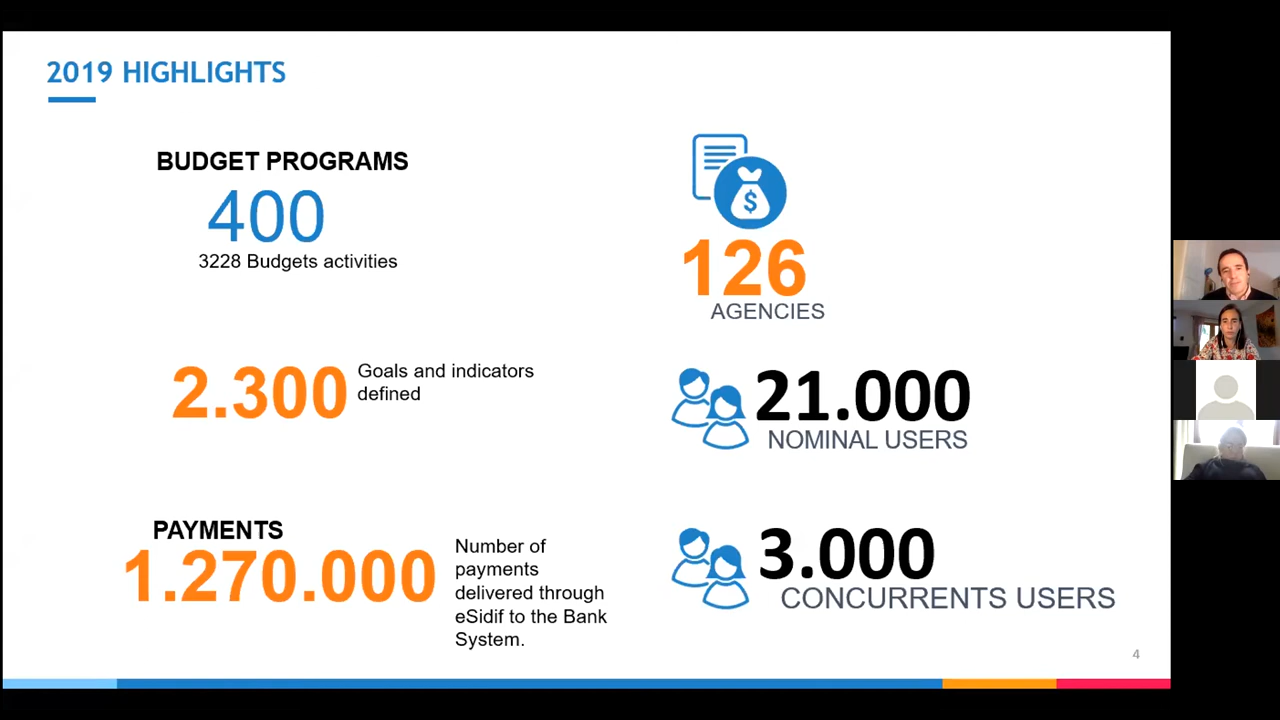 2019 HIGHLIGHTS
BUDGET PROGRAMS
400
3228 Budgets activities
2.300
Goals and indicators
defined
PAYMENTS
1.270.000
Number of
payments
delivered through
eSidif to the Bank
System.
$
126
AGENCIES
21.000
NOMINAL USERS
3.000
CONCURRENTS USERS
4